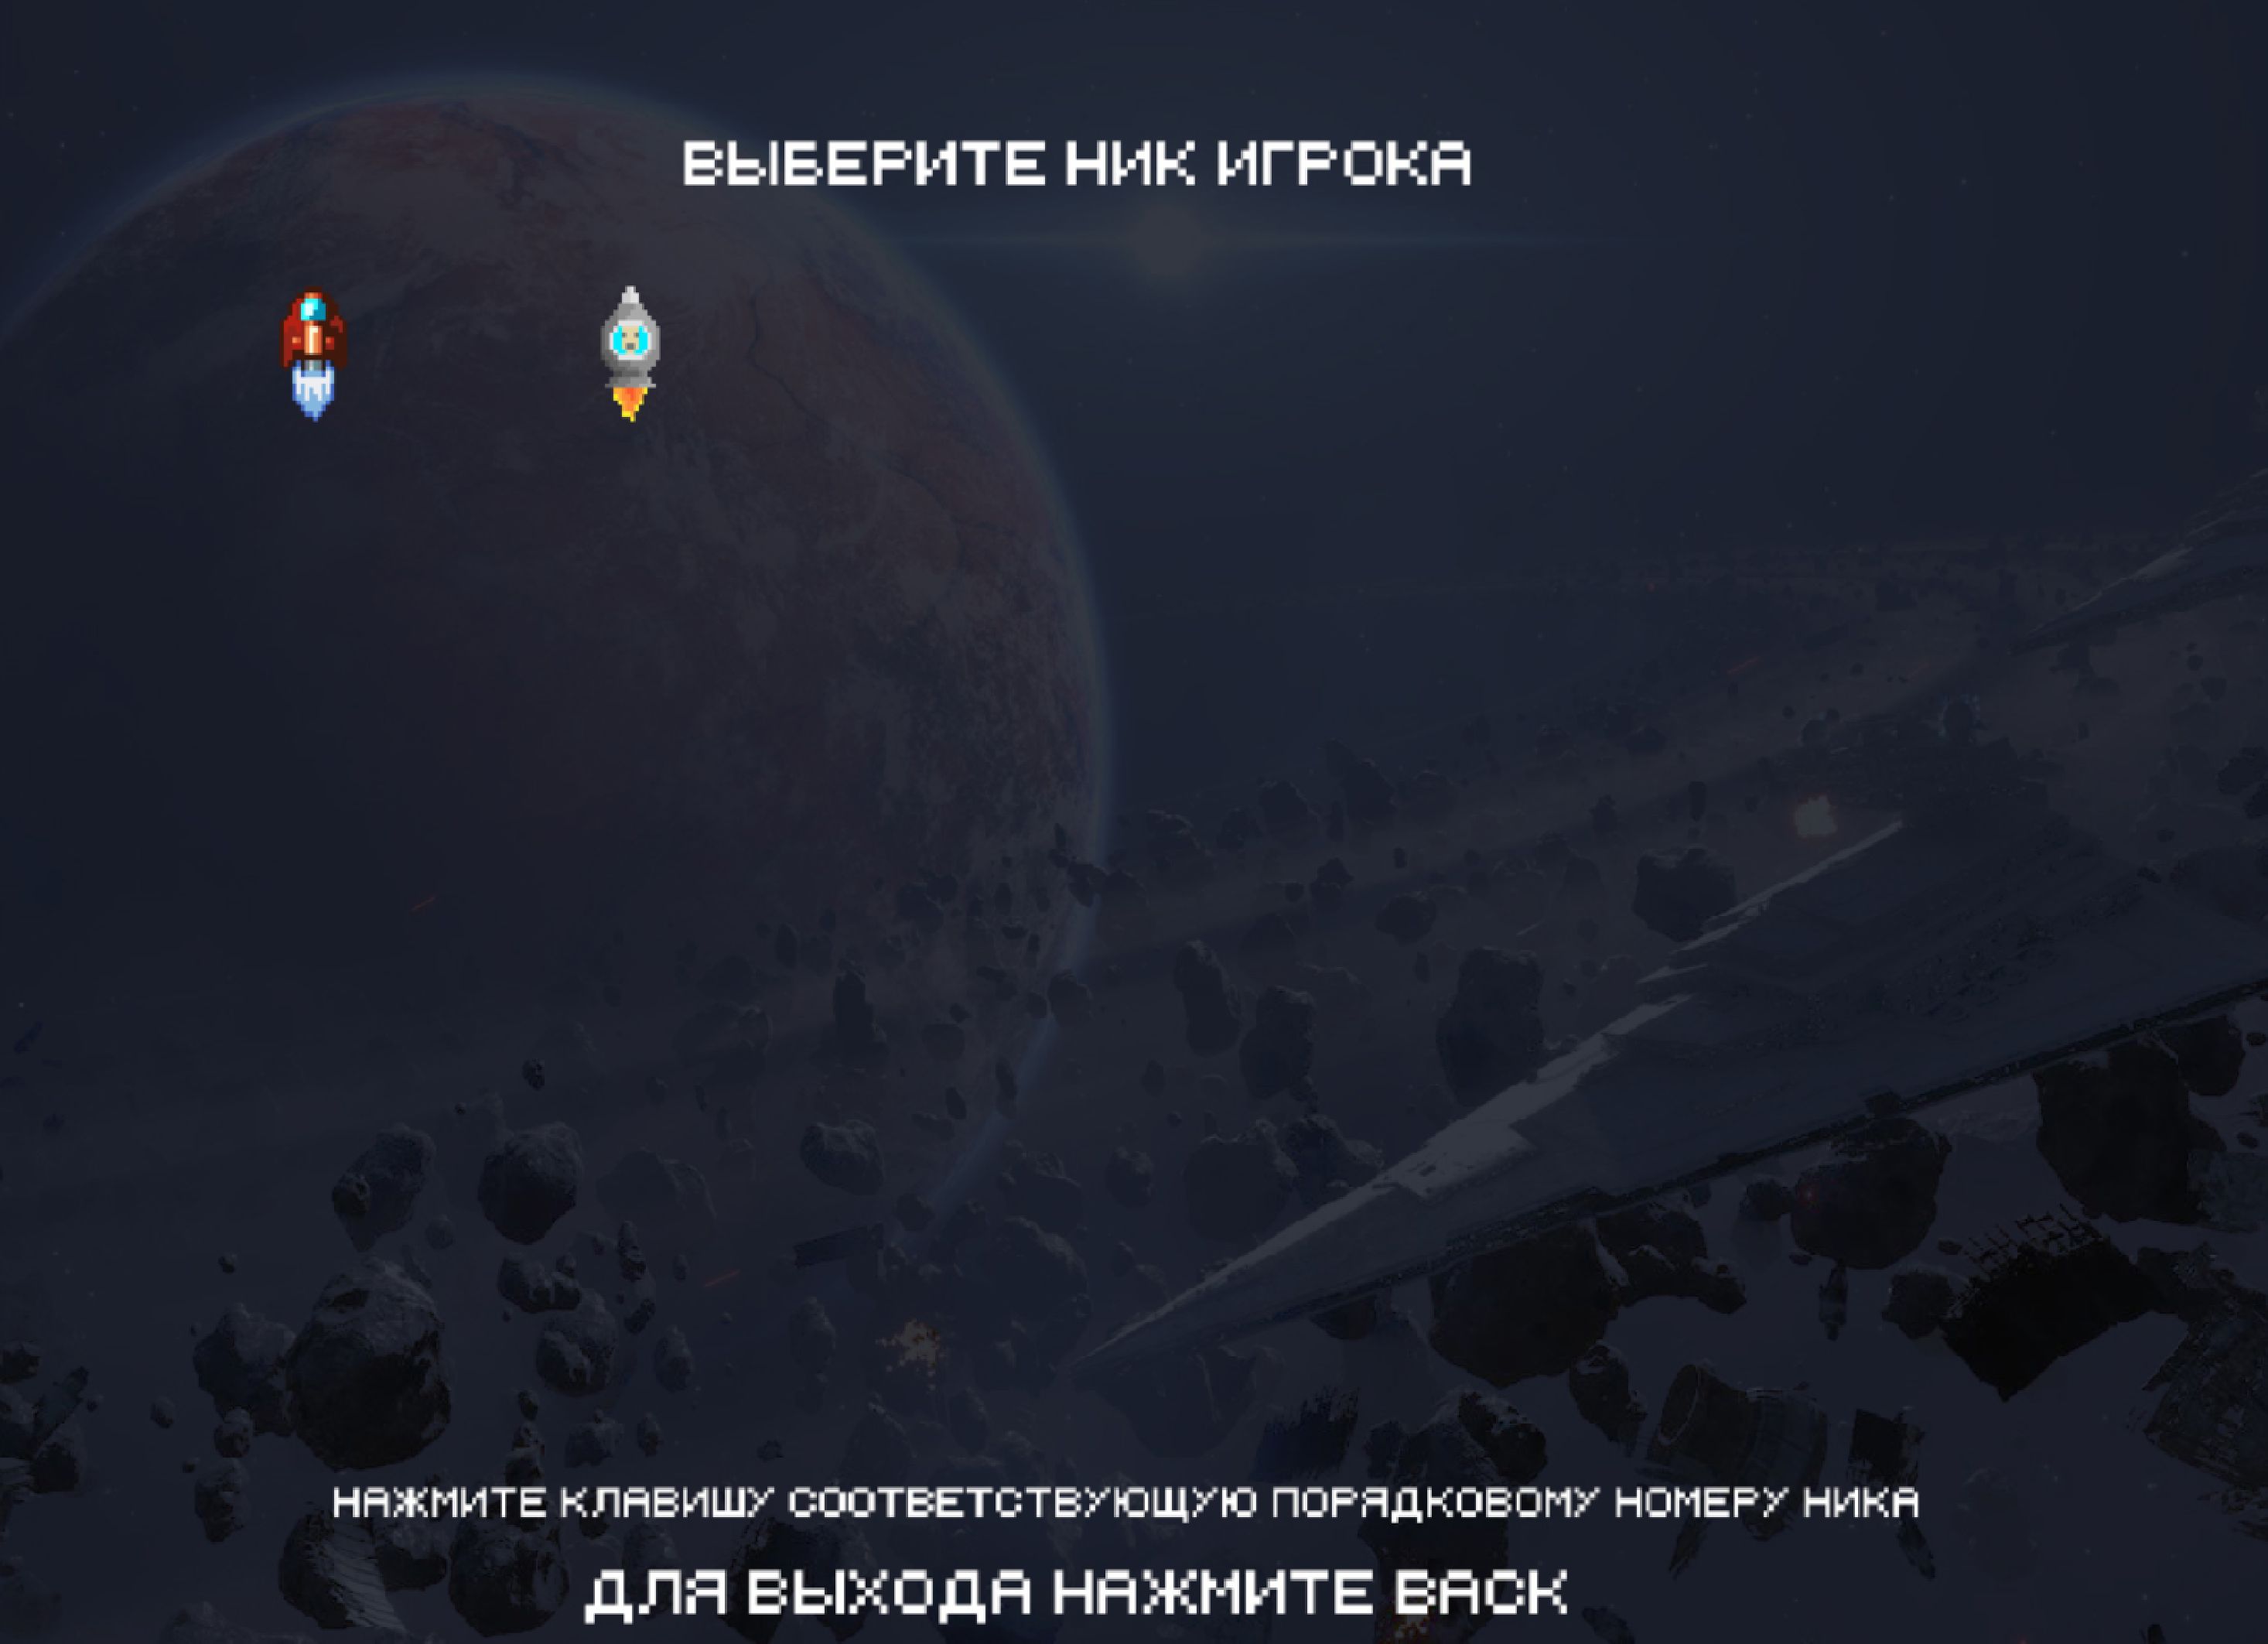 ВЫБЕРИТЕ НИК ИГРОКА
НАЖМИТЕ КЛАВИШУ СООТВЕТСТВУЮЩУЮ ПОРЯДКОВОМУ НОМЕРУ НИКА
ДЛЯ ВЫХОДА НАЖМИТЕ BACK